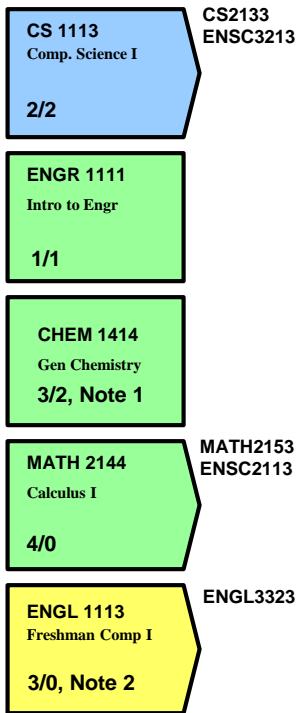 CS 1113
Comp. Science I
2/2
CS2133
ENSC3213
ENGR 1111
Intro to Engr
1/1
CHEM 1414
Gen Chemistry
3/2, Note 1
MATH 2144
Calculus I
4/0
MATH2153
ENSC2113
ENGL 1113
Freshman Comp I
3/0, Note 2
ENGL3323